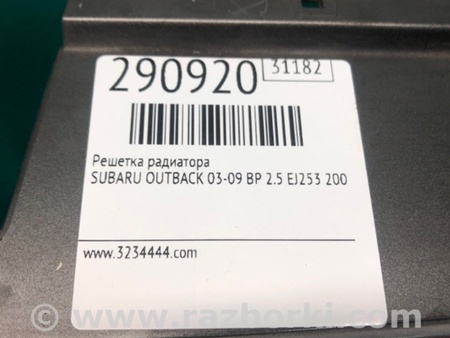 290920
31182
Решетка радиатора
SUBARU OUTBACK 03-09 BP 2.5 EJ253 200
www.3234444.com
© www.razborki.com